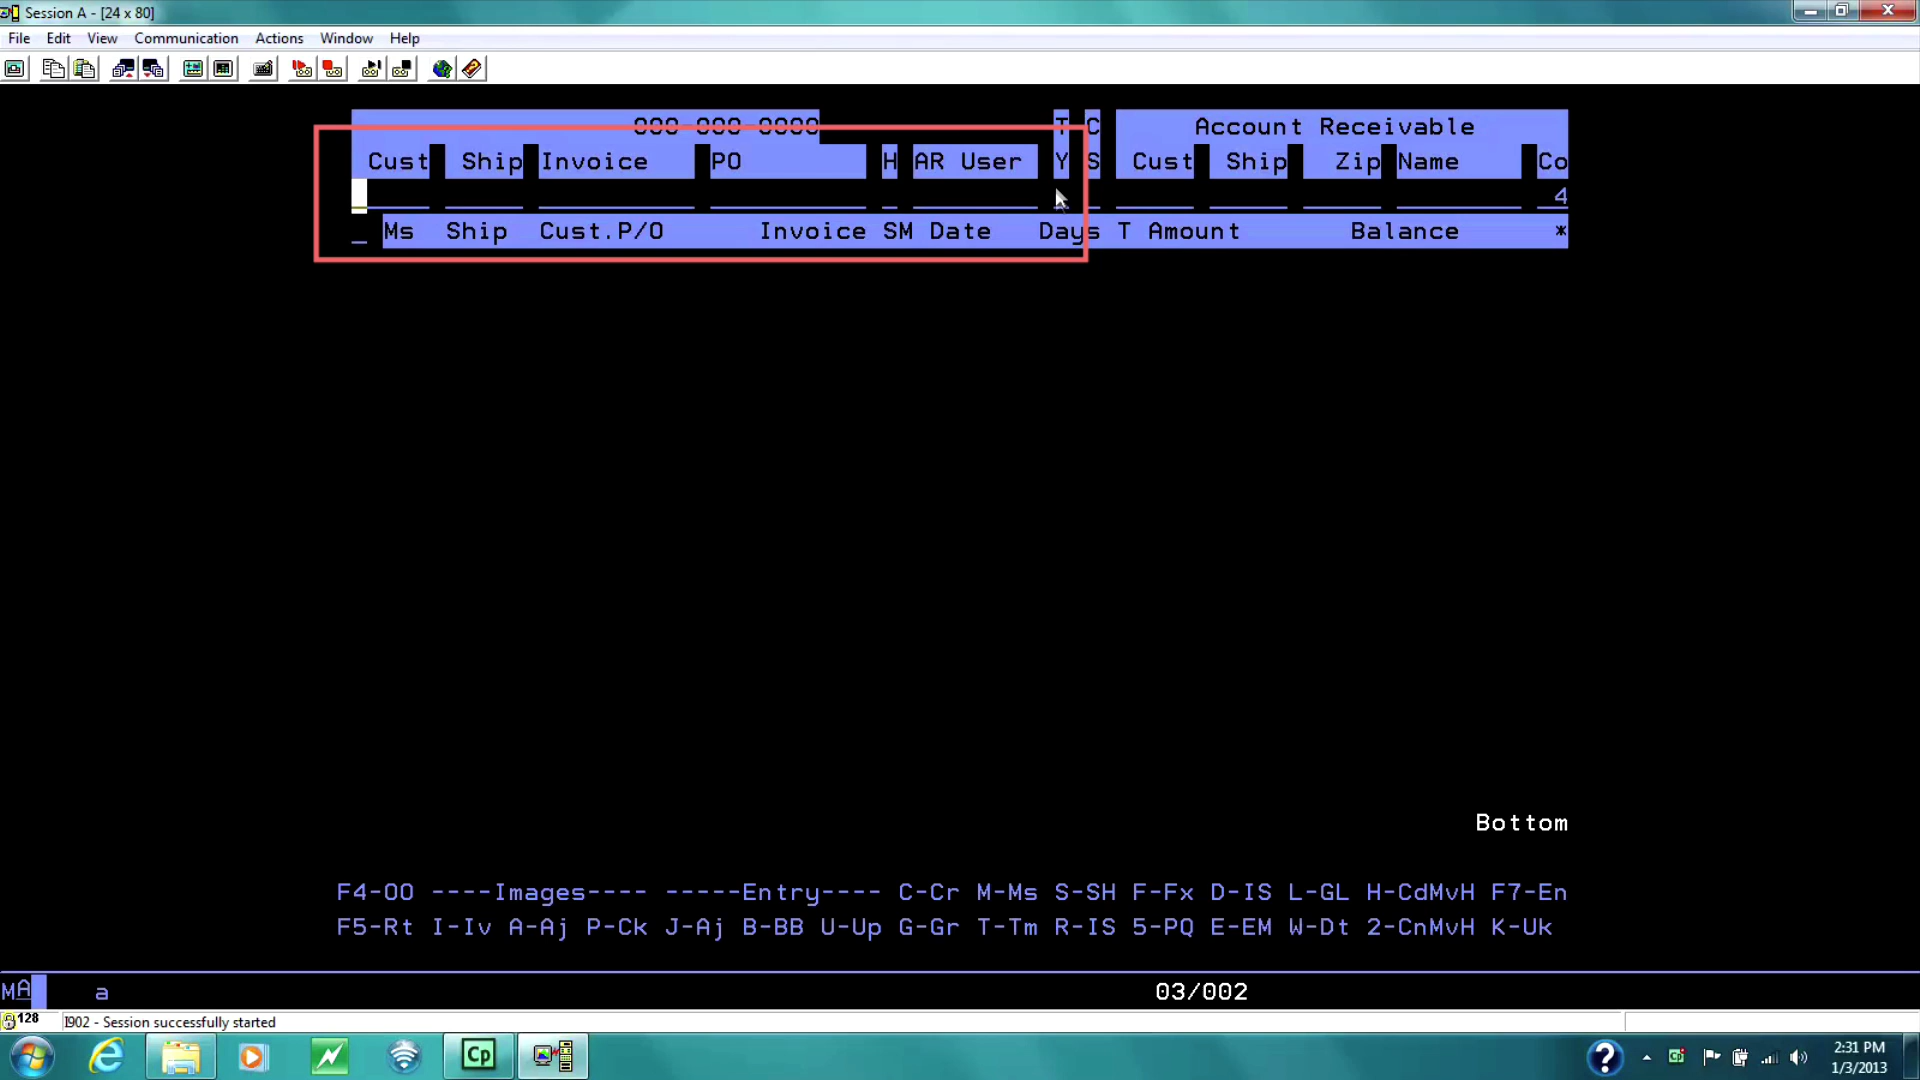 Session A - [24 x 80]
File Edit View Communication Actions Window Help
000-000-0000 T C Account Receivable
Cust Ship Invoice PO H AR User Y S Cust Ship Zip Name Co
4
Ms Ship Cust.P/O Invoice SM Date Days T Amount Balance *
Bottom
F4-OO ----Images---- -----Entry---- C-Cr M-Ms S-SH F-Fx D-IS L-GL H-CdMvH F7-En
F5-Rt I-Iv A-Aj P-Ck J-Aj B-BB U-Up G-Gr T-Tm R-IS 5-PQ E-EM W-Dt 2-CnMvH K-Uk
MA a 03/002
128 I902 - Session successfully started
Cp
2:31 PM
1/3/2013